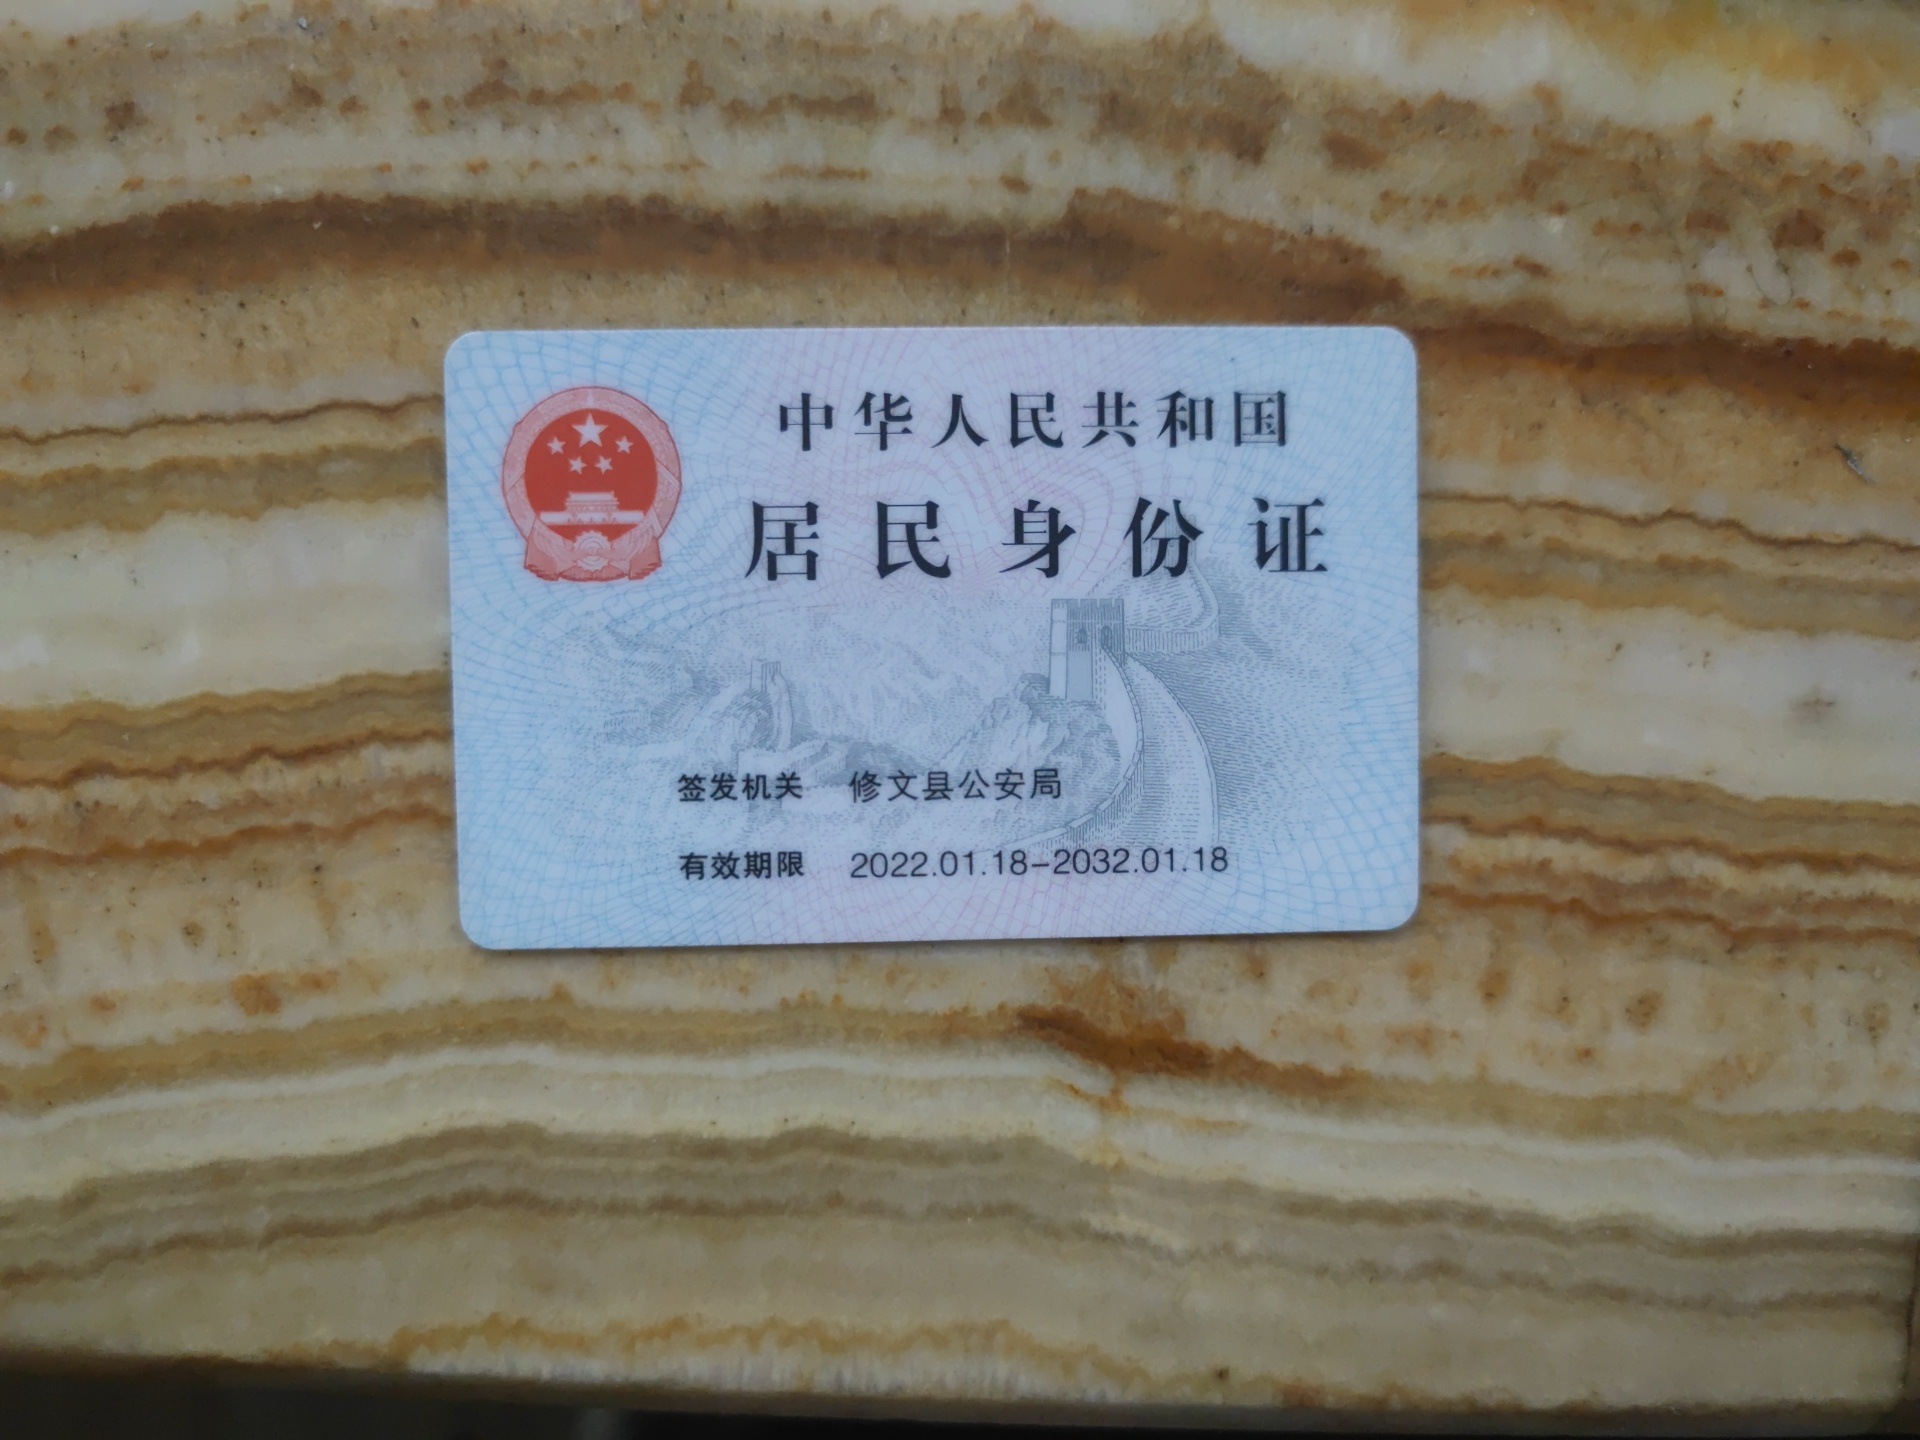 中华人民共和国
居民身份证
签发机关 修文县公安局
有效期限 2022.01.18-2032.01.18